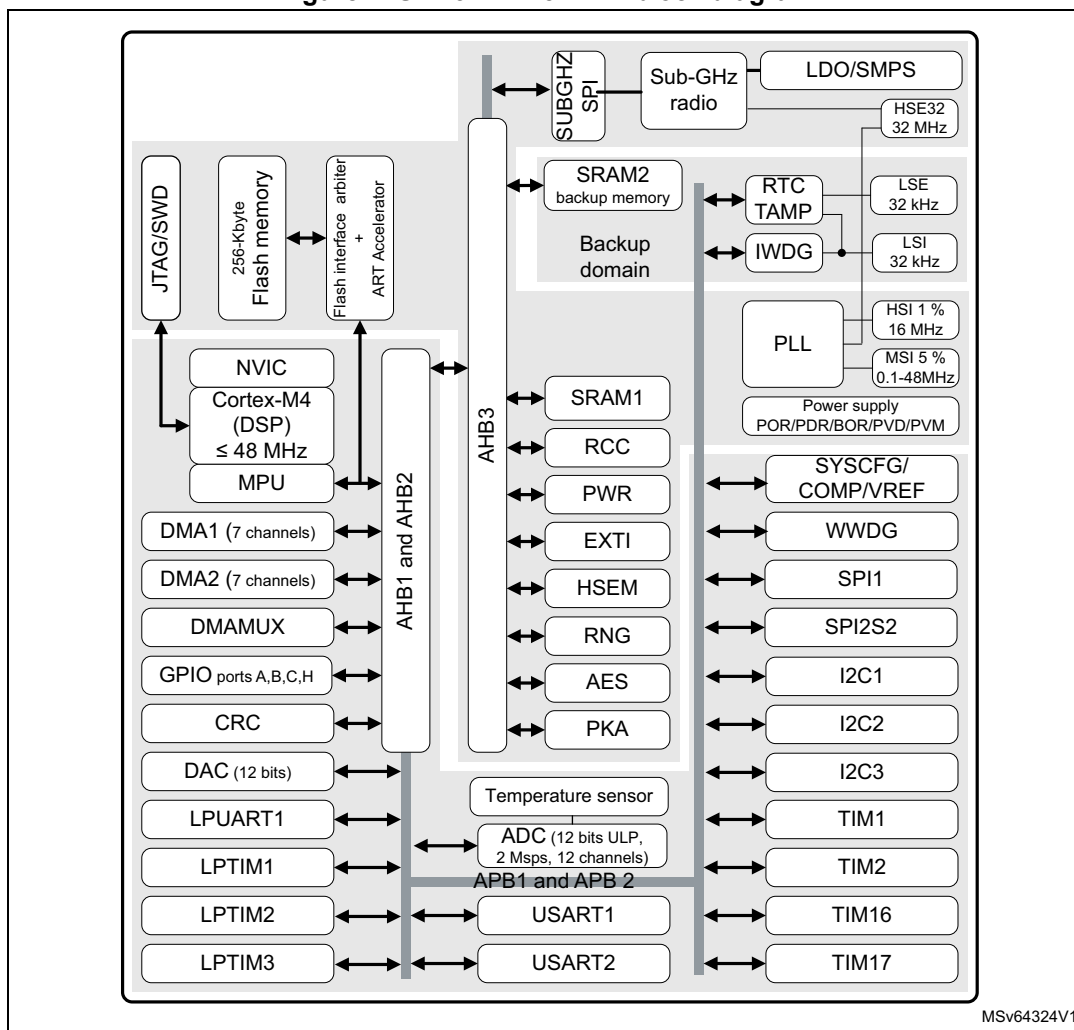 SUBGHZ
SPI
Sub-GHz
radio
LDO/SMPS
HSE32
32 MHz
JTAG/SWD
256-Kbyte
Flash memory
Flash interface arbiter
+
ART Accelerator
AHB3
SRAM2
backup memory
RTC
TAMP
LSE
32 kHz
Backup
domain
IWDG
LSI
32 kHz
PLL
HSI 1 %
16 MHz
MSI 5 %
0.1-48MHz
Power supply
POR/PDR/BOR/PVD/PVM
NVIC
Cortex-M4
(DSP)
≤ 48 MHz
MPU
AHB1 and AHB2
DMA1 (7 channels)
DMA2 (7 channels)
DMAMUX
GPIO ports A,B,C,H
CRC
DAC (12 bits)
LPUART1
LPTIM1
LPTIM2
LPTIM3
SRAM1
RCC
PWR
EXTI
HSEM
RNG
AES
PKA
Temperature sensor
ADC (12 bits ULP,
2 Msps, 12 channels)
APB1 and APB 2
USART1
USART2
SYSCFG/
COMP/VREF
WWDG
SPI1
SPI2S2
I2C1
I2C2
I2C3
TIM1
TIM2
TIM16
TIM17
MSv64324V1